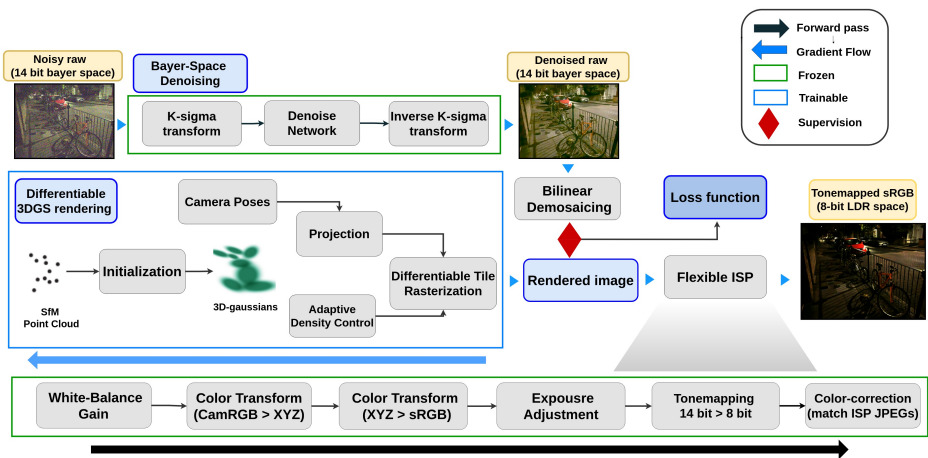 Forward pass
Gradient Flow
Frozen
Trainable
Supervision
Noisy raw
(14 bit bayer space)
Bayer-Space
Denoising
K-sigma
transform
Denoise
Network
Inverse K-sigma
transform
Denoised raw
(14 bit bayer space)
Differentiable
3DGS rendering
Camera Poses
Projection
Initialization
SfM
Point Cloud
3D-gaussians
Adaptive
Density Control
Differentiable Tile
Rasterization
Bilinear
Demosaicing
Loss function
Rendered image
Flexible ISP
Tonemapped sRGB
(8-bit LDR space)
White-Balance
Gain
Color Transform
(CamRGB > XYZ)
Color Transform
(XYZ > sRGB)
Expousre
Adjustment
Tonemapping
14 bit > 8 bit
Color-correction
(match ISP JPEGs)